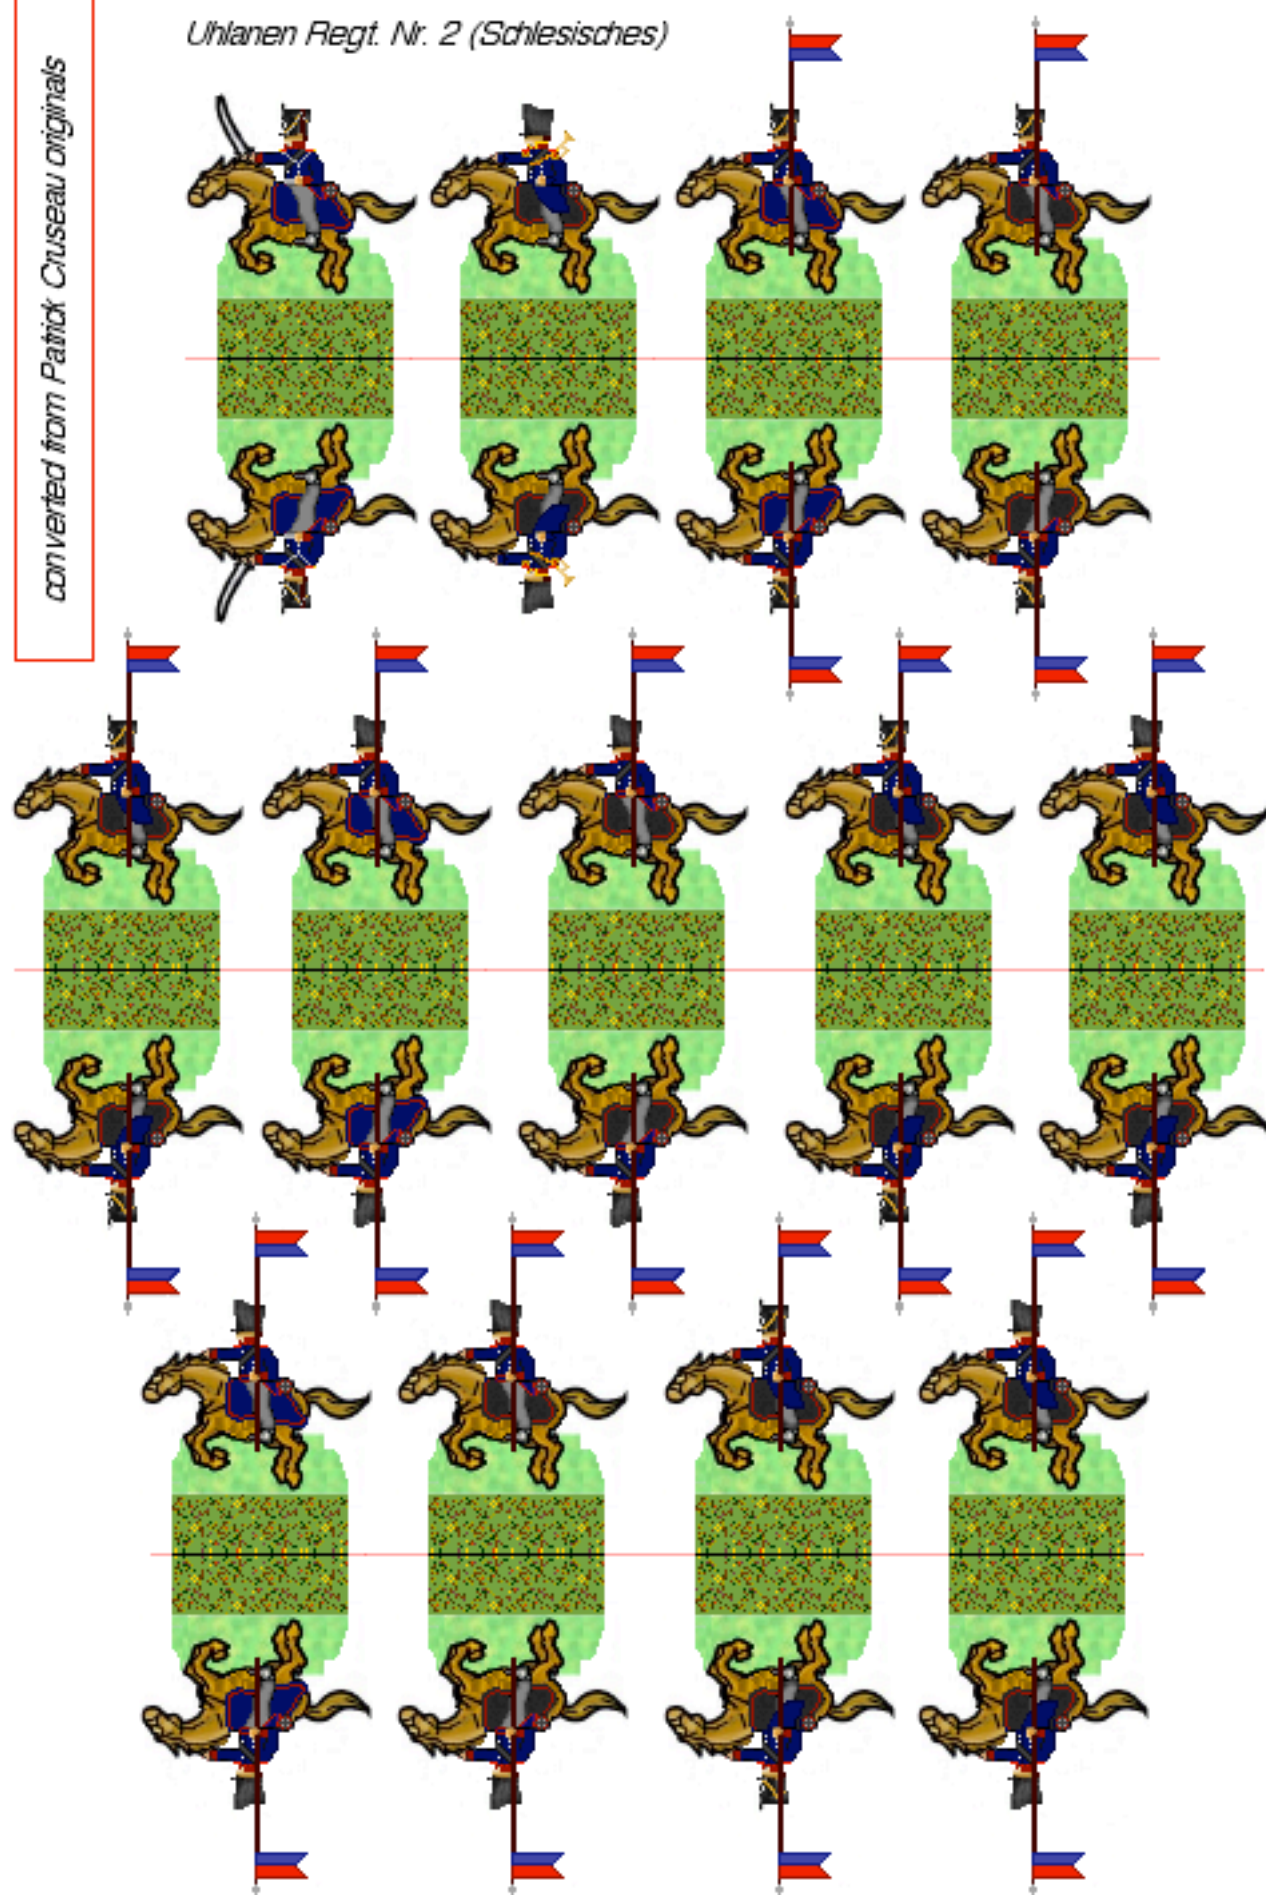 Uhlanen Regt. Nr. 2 (Schlesisches)
converted from Patrick Cruseau originals